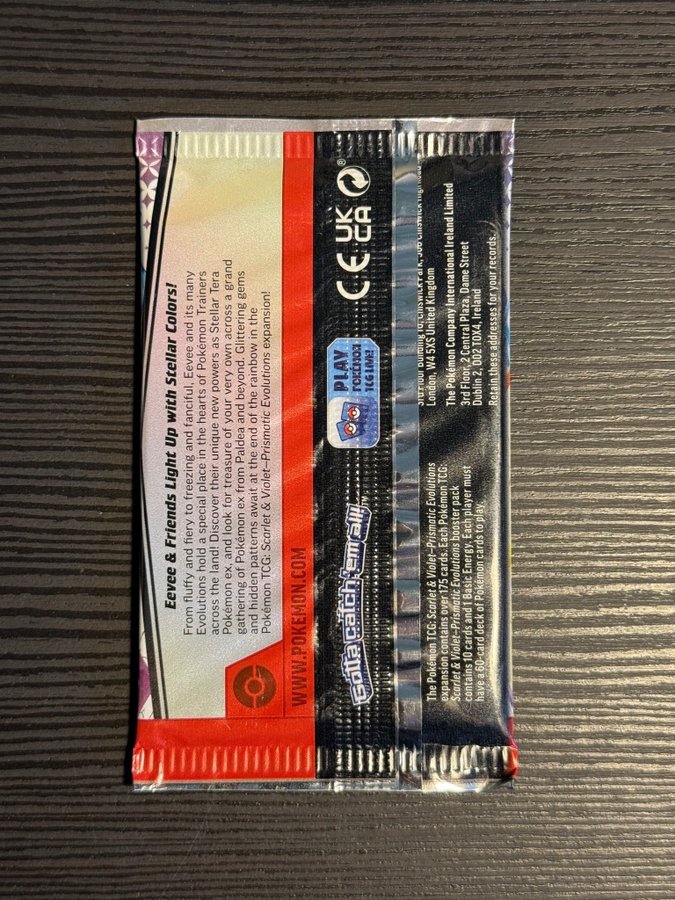 Eevee & Friends Light Up with Stellar Colors!
From fluffy and fiery to freezing and fanciful, Eevee and its many
Evolutions hold a special place in the hearts of Pokémon Trainers
across the land! Discover their unique new powers as Stellar Tera
Pokémon ex, and look for treasure of your very own across a grand
gathering of Pokémon ex from Paldea and beyond. Glittering gems
and hidden patterns await at the end of the rainbow in the
Pokémon TCG: Scarlet & Violet—Prismatic Evolutions expansion!
WWW.POKEMON.COM
Gotta catch 'em all!™
PLAY
POKÉMON
TCG LIVE!
CE UK
CA ®
The Pokémon TCG: Scarlet & Violet—Prismatic Evolutions
expansion contains over 175 cards. Each Pokémon TCG:
Scarlet & Violet—Prismatic Evolutions booster pack
contains 10 cards and 1 Basic Energy. Each player must
have a 60-card deck of Pokémon cards to play.
London, W4 5XS United Kingdom
The Pokémon Company International Ireland Limited
3rd Floor, 2 Central Plaza, Dame Street
Dublin 2, D02 T0X4, Ireland
Retain these addresses for your records.